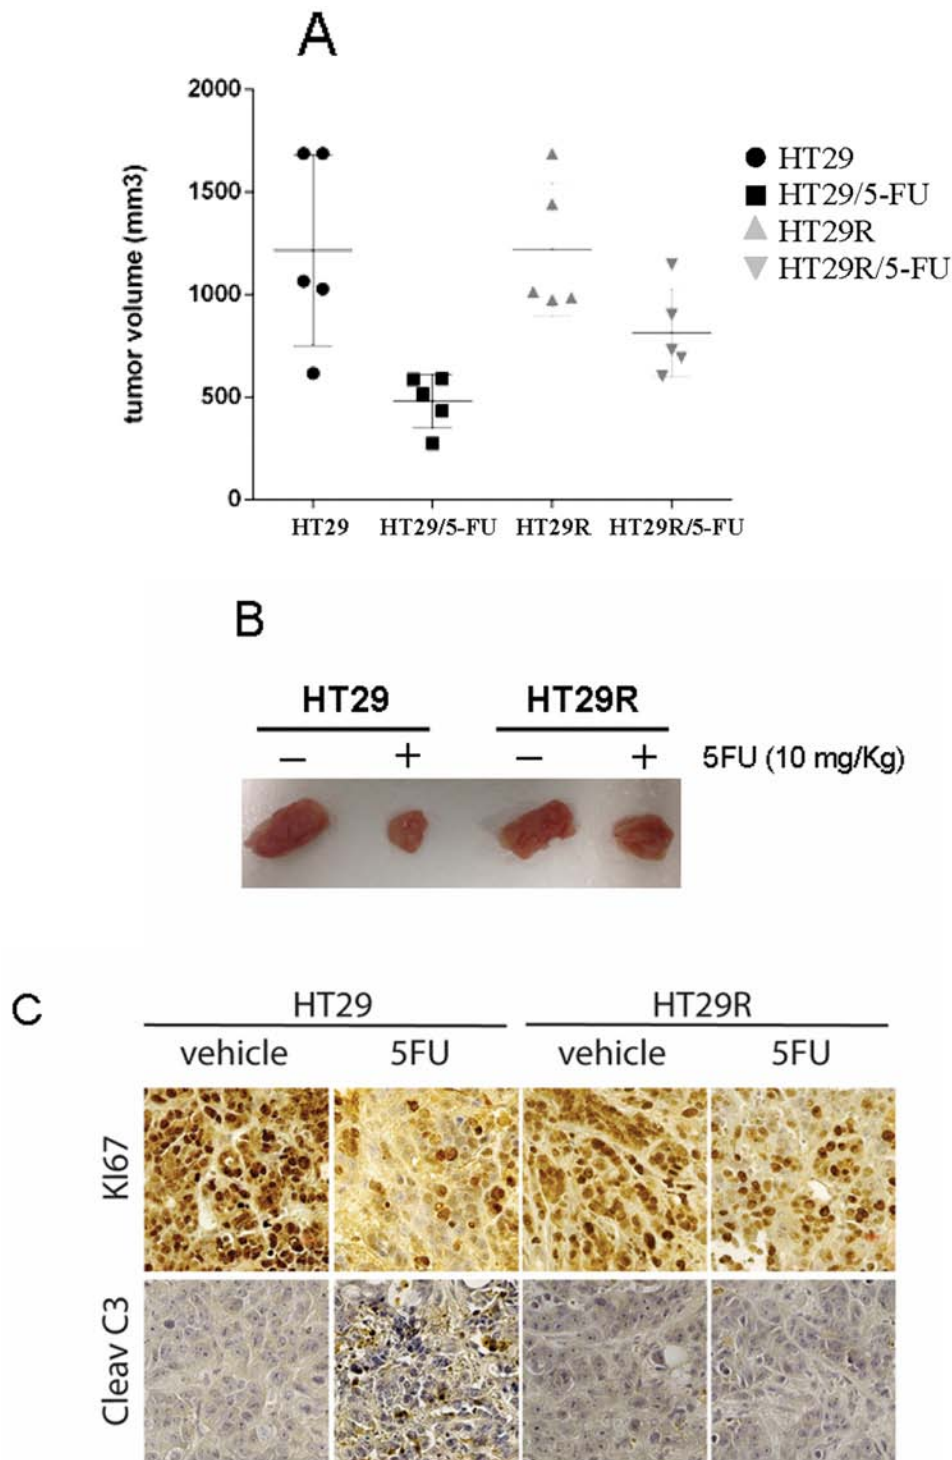 A
2000
1500
1000
500
0
tumor volume (mm3)
HT29
HT29/5-FU
HT29R
HT29R/5-FU
HT29 HT29/5-FU HT29R HT29R/5-FU
B
HT29 HT29R
− + − + 5FU (10 mg/Kg)
C
HT29 HT29R
vehicle 5FU vehicle 5FU
KI67
Cleav C3